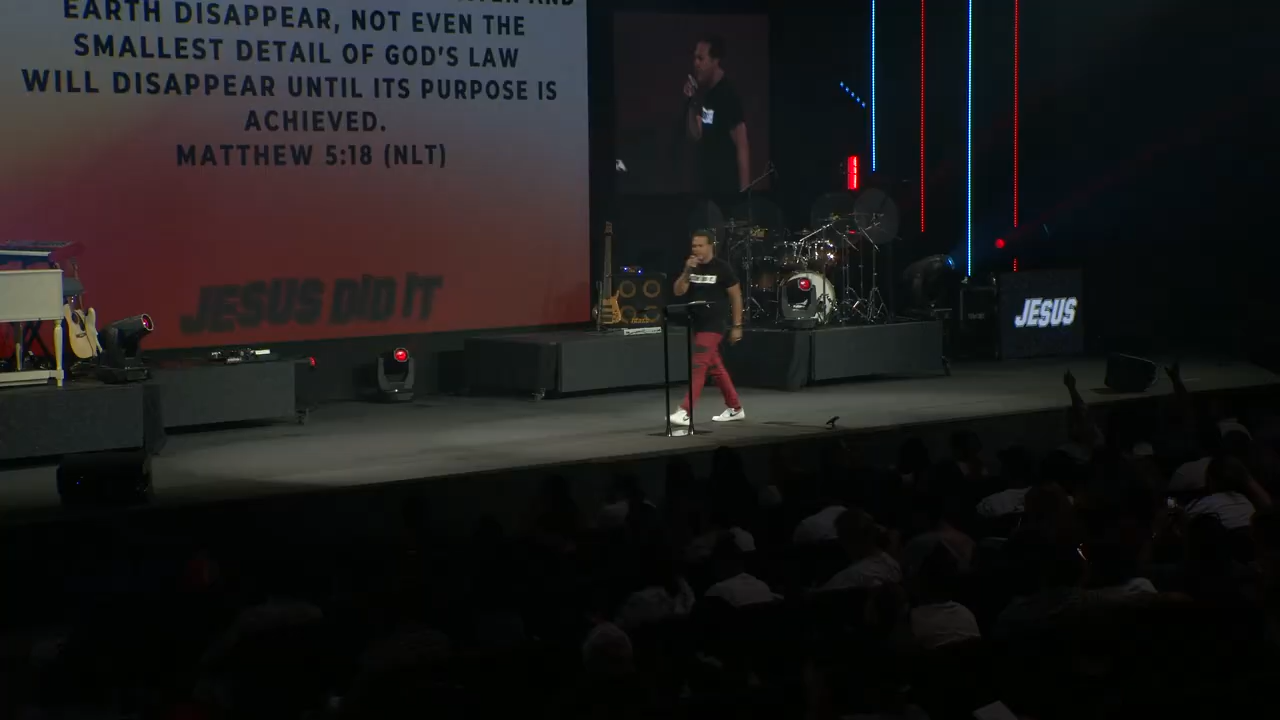 EARTH DISAPPEAR, NOT EVEN THE
SMALLEST DETAIL OF GOD'S LAW
WILL DISAPPEAR UNTIL ITS PURPOSE IS
ACHIEVED.
MATTHEW 5:18 (NLT)
JESUS DID IT
JESUS